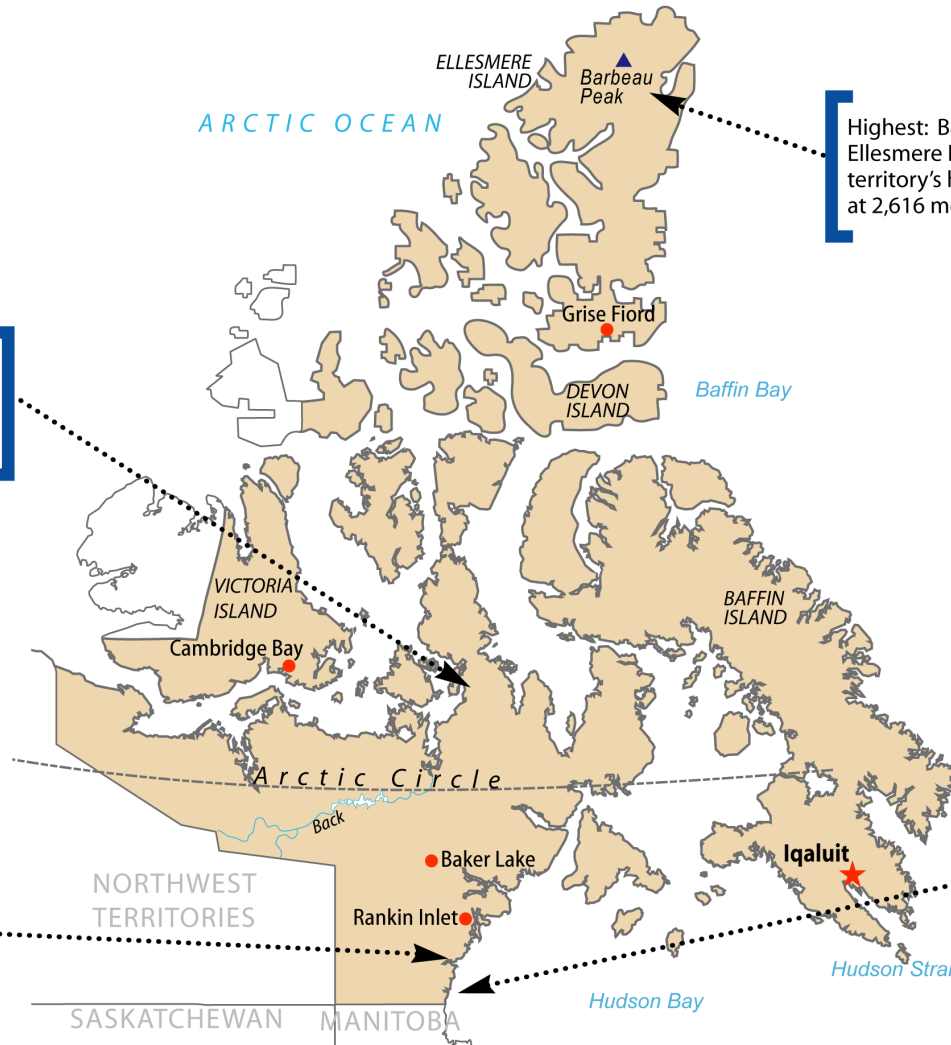 ELLESMERE
ISLAND
Barbeau
Peak
ARCTIC OCEAN
Highest: B
Ellesmere
territory's
at 2,616 m
Grise Fiord
DEVON
ISLAND
Baffin Bay
VICTORIA
ISLAND
BAFFIN
ISLAND
Cambridge Bay
Arctic Circle
Back
Iqaluit
Baker Lake
NORTHWEST
TERRITORIES
Rankin Inlet
Hudson Strai
Hudson Bay
SASKATCHEWAN
MANITOBA